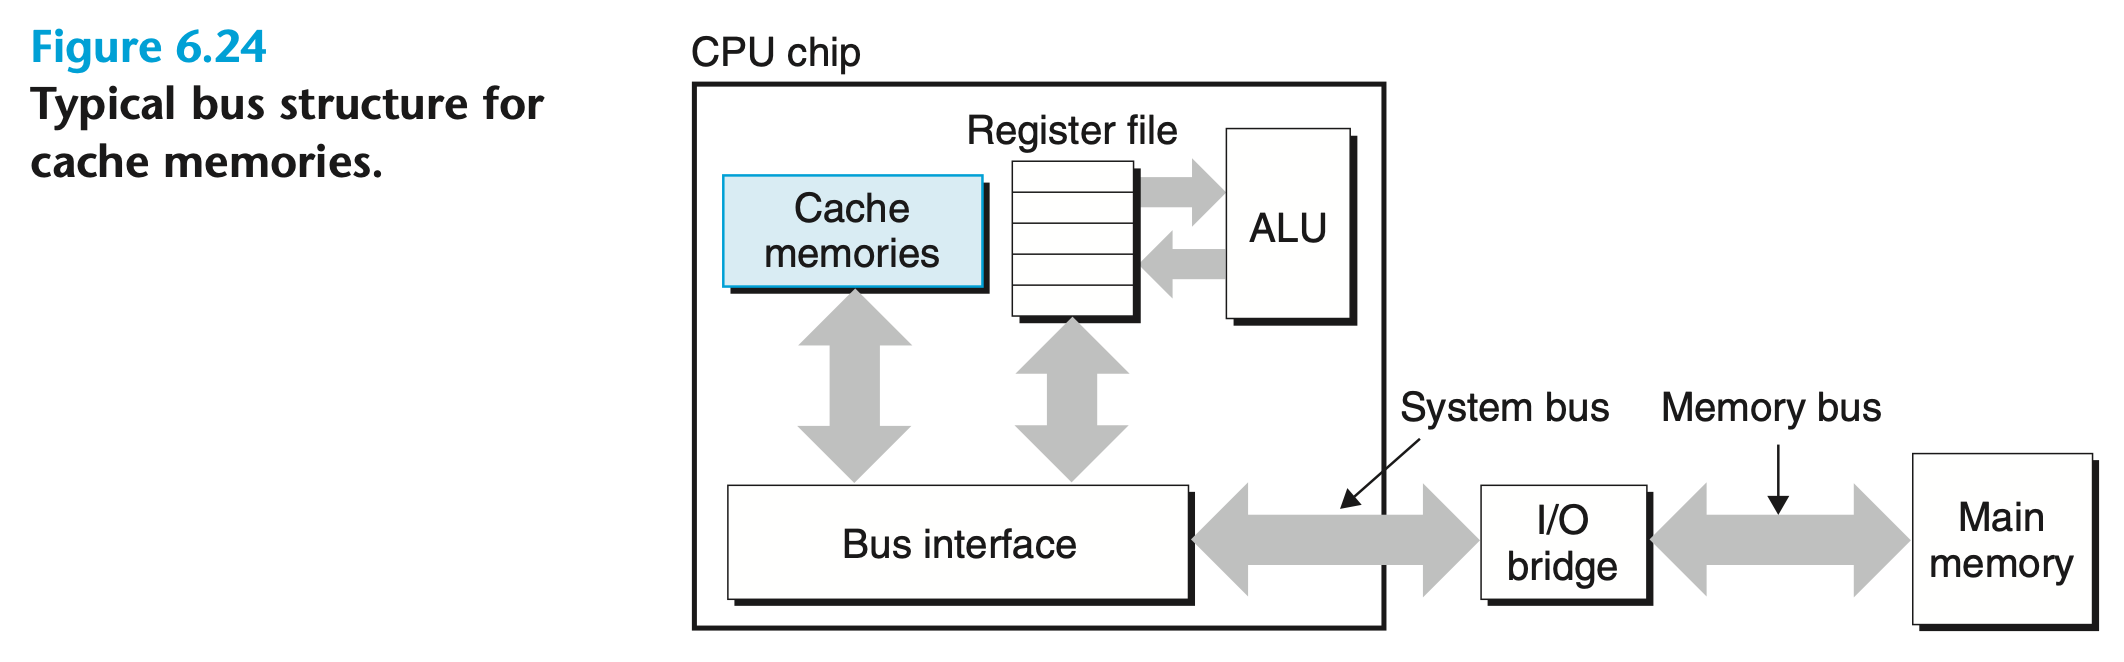 Figure 6.24
Typical bus structure for
cache memories.
CPU chip
Register file
Cache
memories
ALU
System bus
Memory bus
Bus interface
I/O
bridge
Main
memory